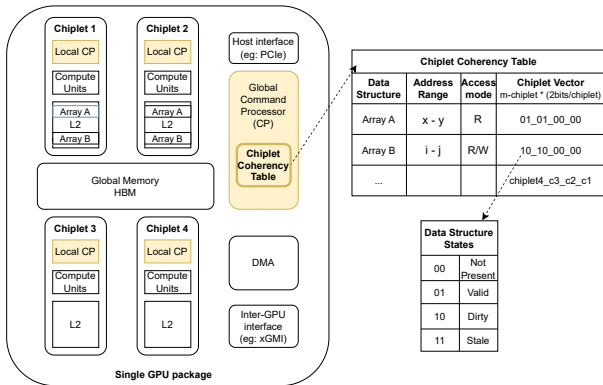 Chiplet 1
Local CP
Compute
Units
Array A
L2
Array B
Chiplet 2
Local CP
Compute
Units
Array A
L2
Array B
Host interface
(eg: PCIe)
Global
Command
Processor
(CP)
Chiplet
Coherency
Table
Global Memory
HBM
Chiplet 3
Local CP
Compute
Units
L2
Chiplet 4
Local CP
Compute
Units
L2
DMA
Inter-GPU
interface
(eg: xGMI)
Single GPU package
Chiplet Coherency Table
Data Structure Address Range Access mode Chiplet Vector m-chiplet * (2bits/chiplet)
Array A x - y R 01_01_00_00
Array B i - j R/W 10_10_00_00
... chiplet4_c3_c2_c1
Data Structure
States
00 Not Present
01 Valid
10 Dirty
11 Stale